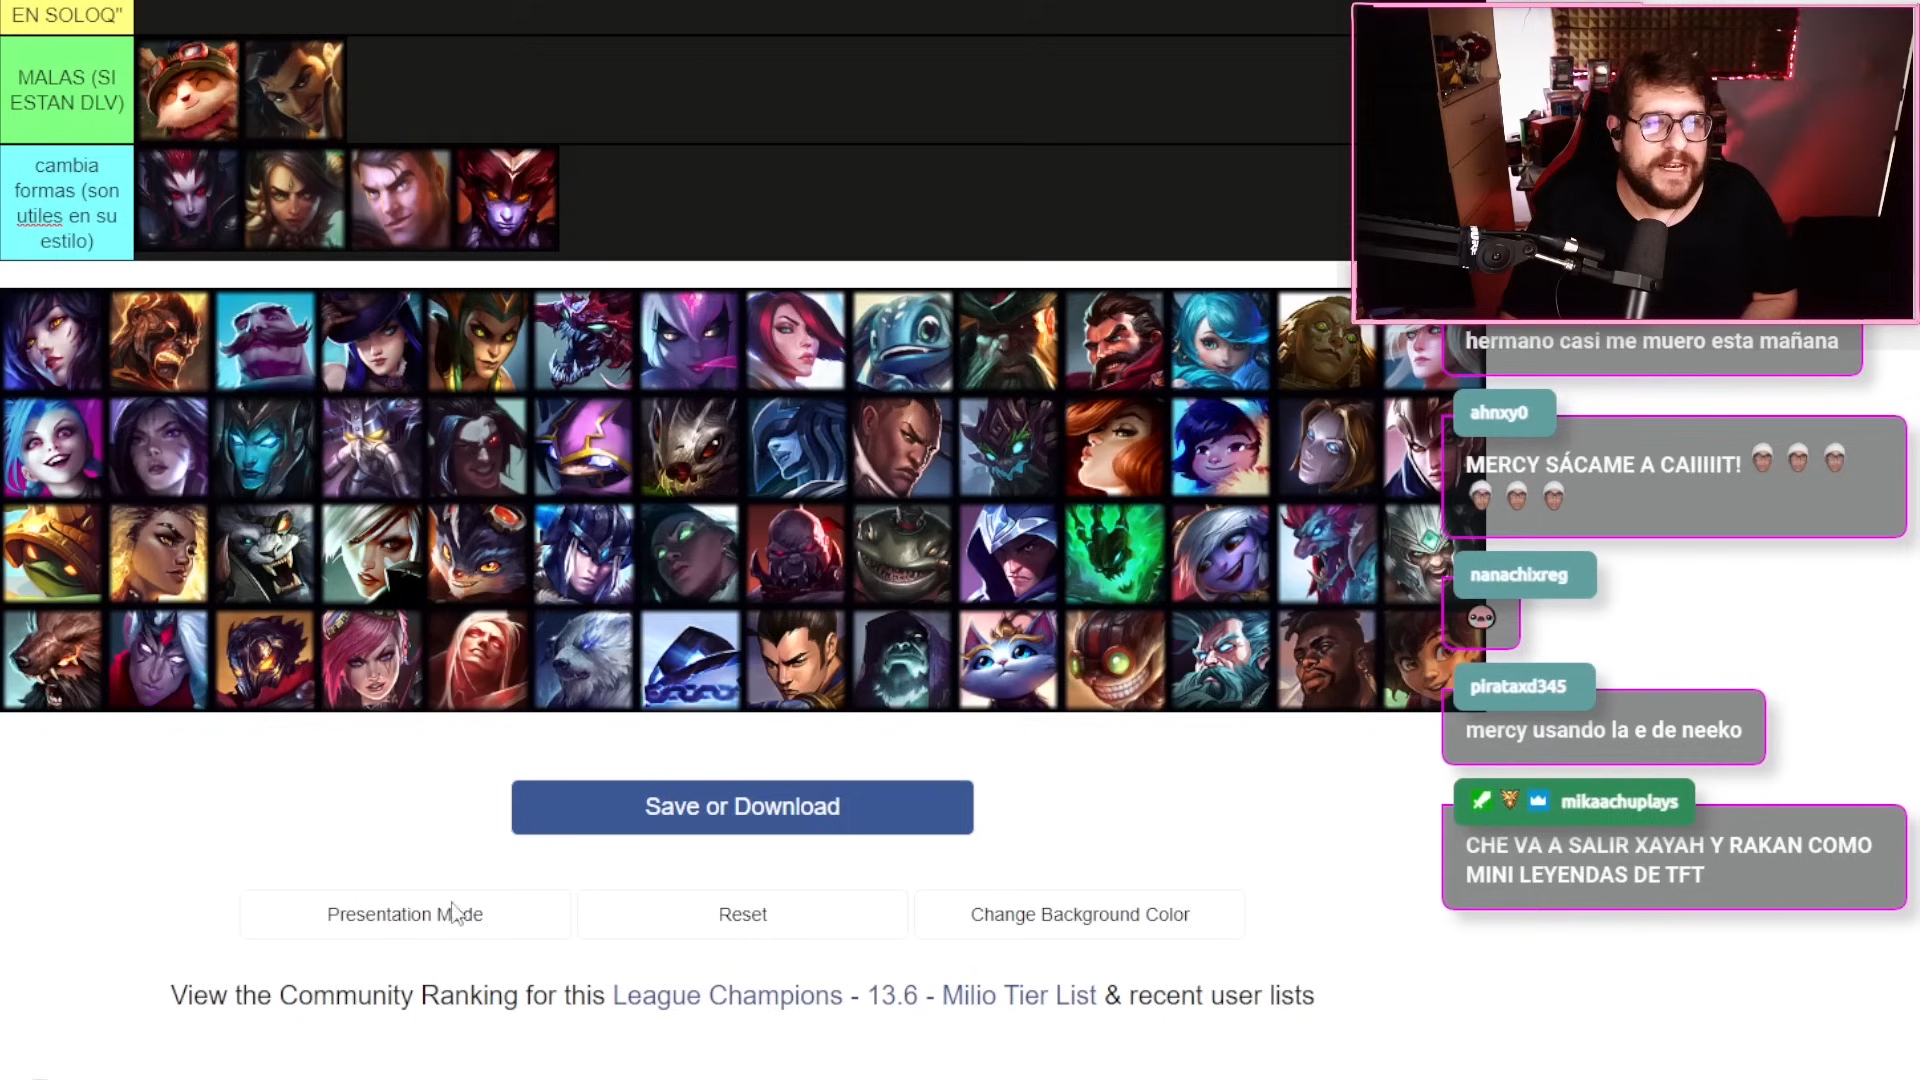 EN SOLOQ"
MALAS (SI
ESTAN DLV)
cambia
formas (son
utiles en su
estilo)
hermano casi me muero esta mañana
ahnxy0
MERCY SÁCAME A CAIIIIIT!
nanachixreg
pirataxd345
mercy usando la e de neeko
mikaachuplays
CHE VA A SALIR XAYAH Y RAKAN COMO
MINI LEYENDAS DE TFT
Save or Download
Presentation Mode
Reset
Change Background Color
View the Community Ranking for this League Champions - 13.6 - Milio Tier List & recent user lists